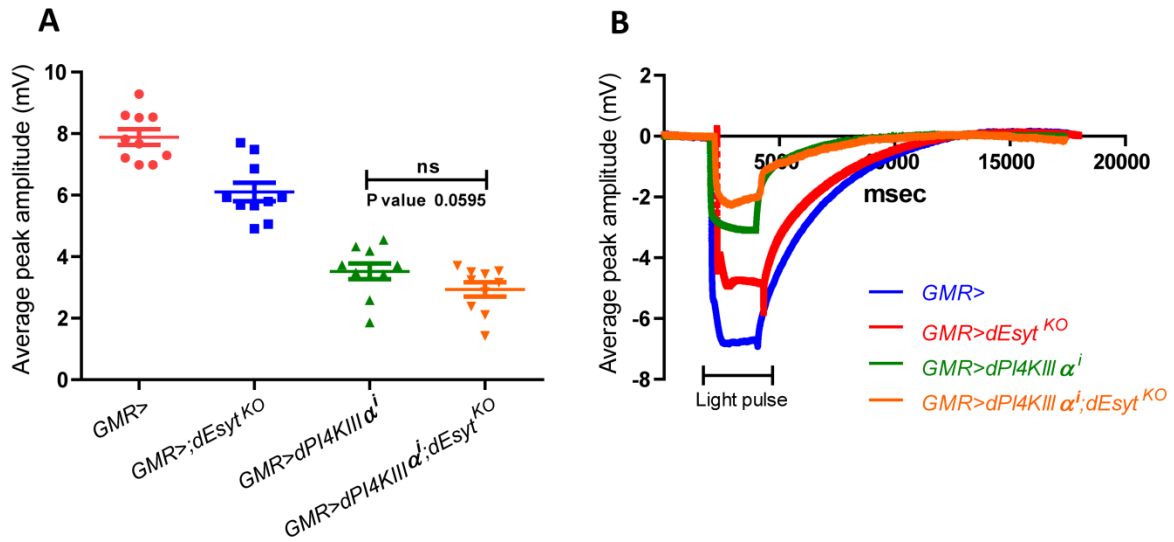 A
Average peak amplitude (mV)
10
8
6
4
2
0
ns
P value 0.0595
GMR>
GMR>;dEsyt KO
GMR>dPI4KIII α i
GMR>dPI4KIII α i;dEsyt KO
B
Average peak amplitude (mV)
2
0
-2
-4
-6
-8
5000
10000
15000
20000
msec
Light pulse
GMR>
GMR>dEsyt KO
GMR>dPI4KIII α i
GMR>dPI4KIII α i;dEsyt KO